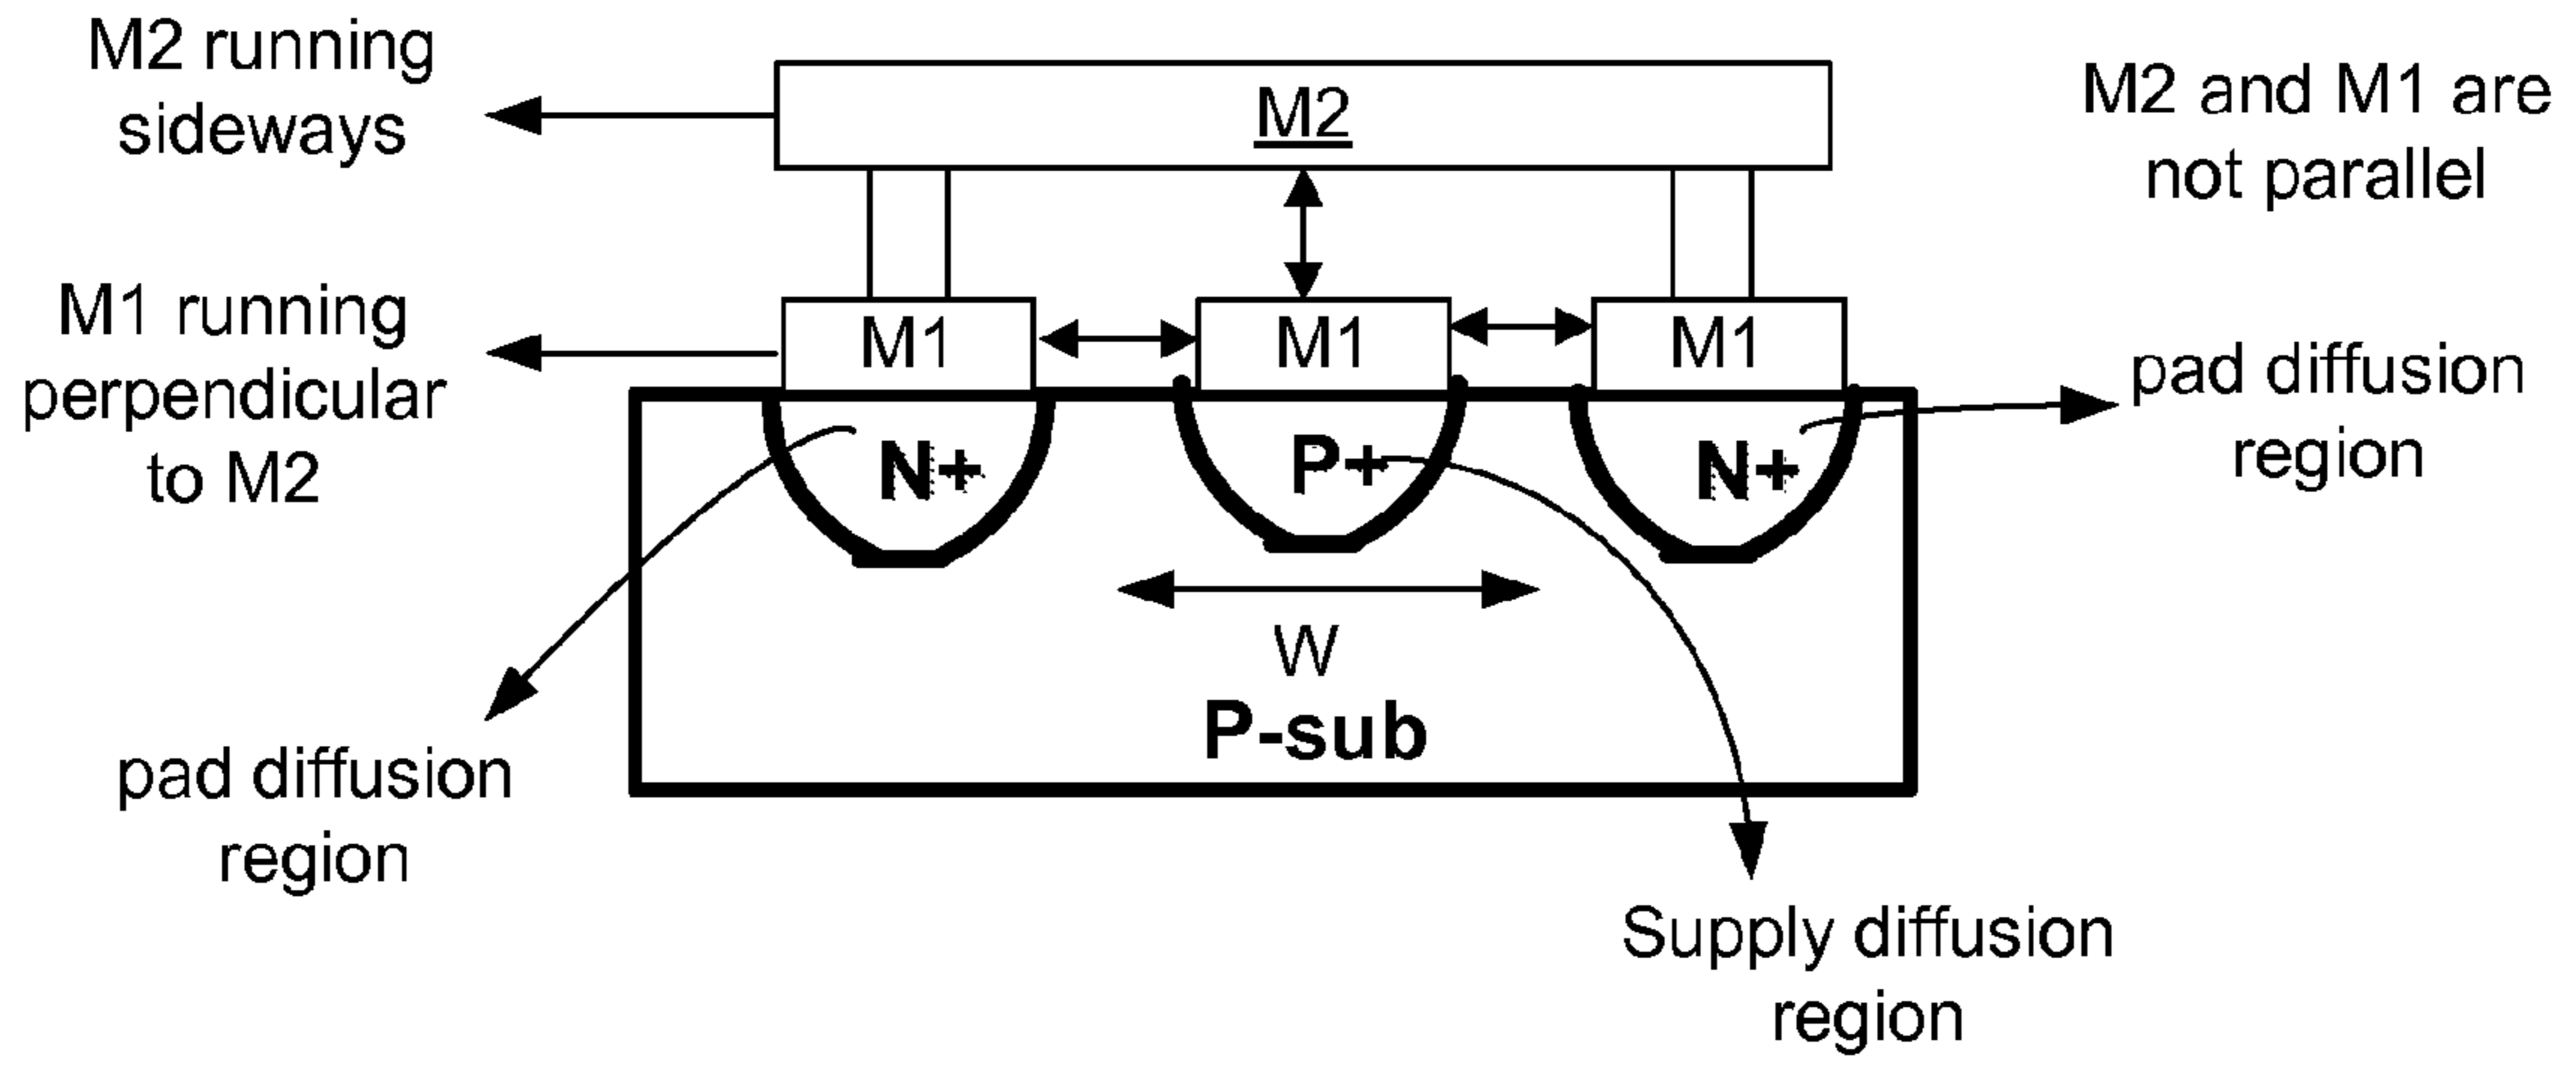 M2 running
sideways
M2
M2 and M1 are
not parallel
M1 running
perpendicular
to M2
M1
M1
M1
pad diffusion
region
N+
P+
N+
W
P-sub
pad diffusion
region
Supply diffusion
region